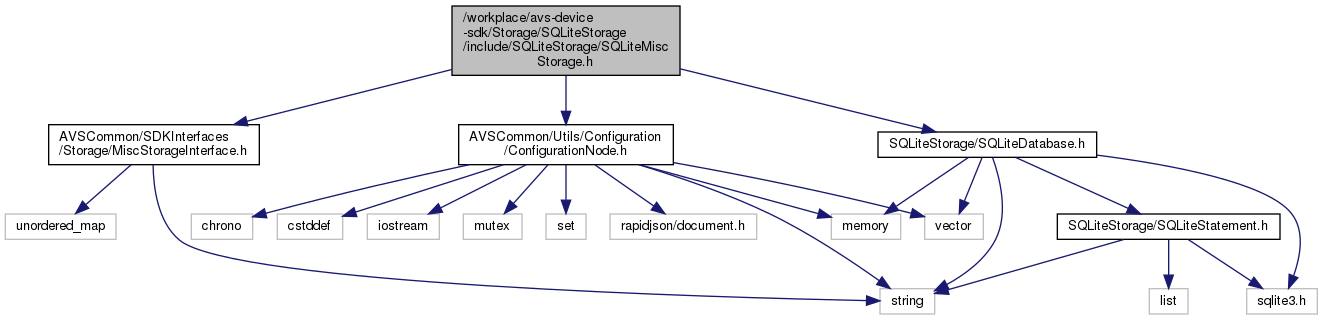 /workplace/avs-device
-sdk/Storage/SQLiteStorage
/include/SQLiteStorage/SQLiteMisc
Storage.h
AVSCommon/SDKInterfaces
/Storage/MiscStorageInterface.h
AVSCommon/Utils/Configuration
/ConfigurationNode.h
SQLiteStorage/SQLiteDatabase.h
unordered_map
chrono
cstddef
iostream
mutex
set
rapidjson/document.h
memory
vector
SQLiteStorage/SQLiteStatement.h
string
list
sqlite3.h